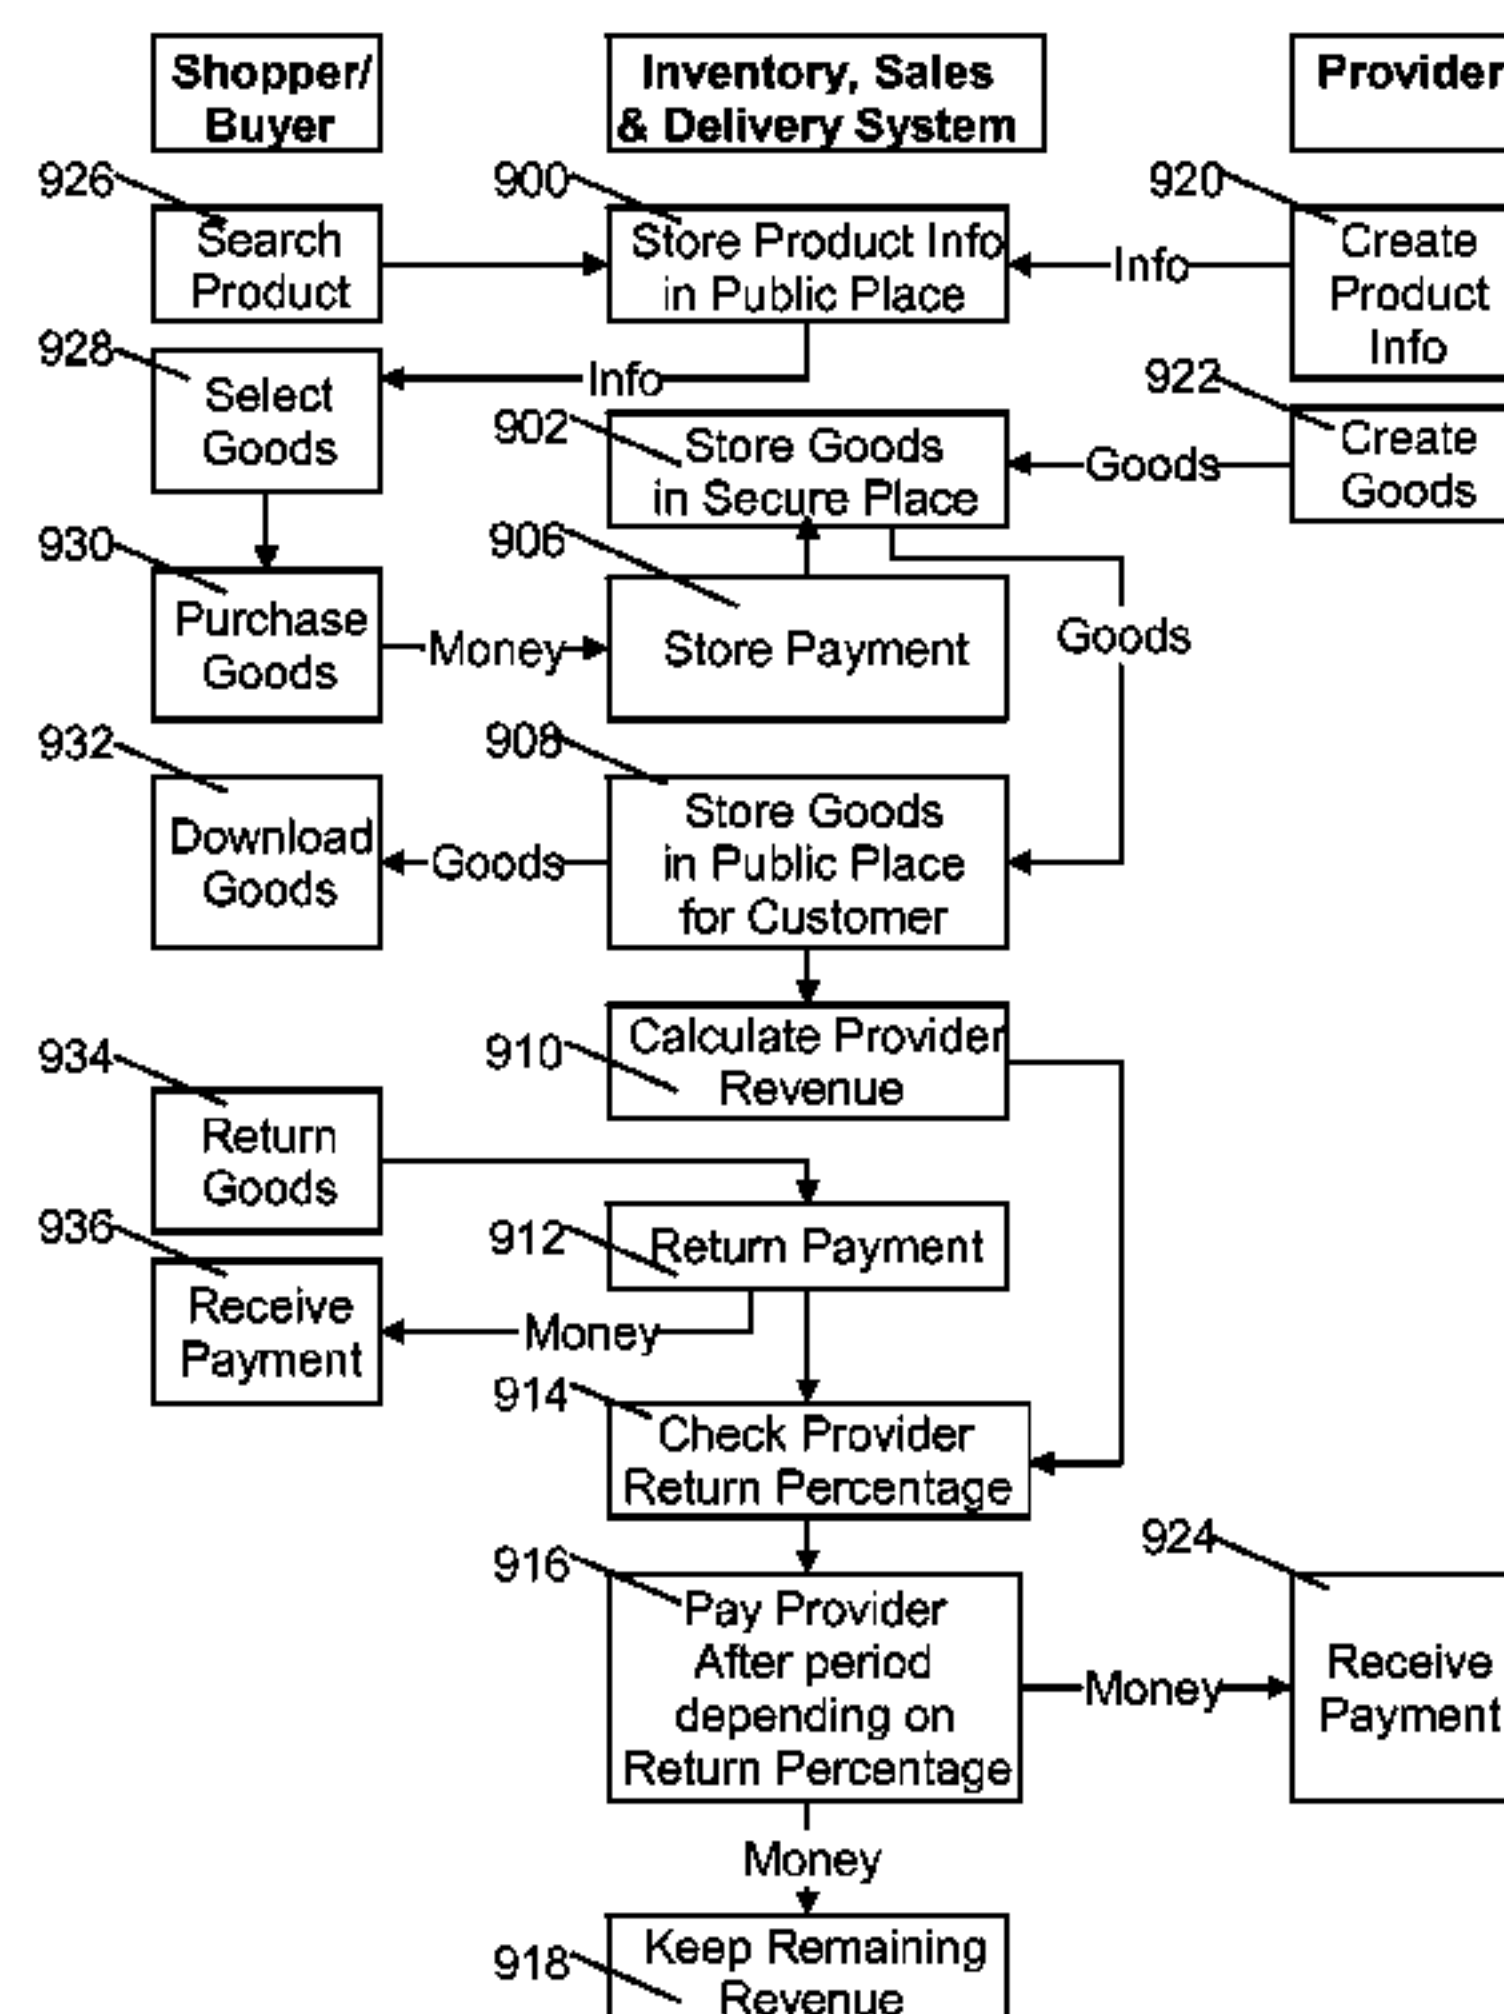 Shopper/
Buyer
Inventory, Sales
& Delivery System
Provider
926
900
920
Search
Product
Store Product Info
in Public Place
Info
Create
Product
Info
928
Select
Goods
Info
922
902
Store Goods
in Secure Place
Goods
Create
Goods
930
906
Purchase
Goods
Money
Store Payment
Goods
932
908
Download
Goods
Goods
Store Goods
in Public Place
for Customer
910
Calculate Provider
Revenue
934
Return
Goods
912
Return Payment
936
Receive
Payment
Money
914
Check Provider
Return Percentage
916
924
Pay Provider
After period
depending on
Return Percentage
Money
Receive
Payment
Money
918
Keep Remaining
Revenue